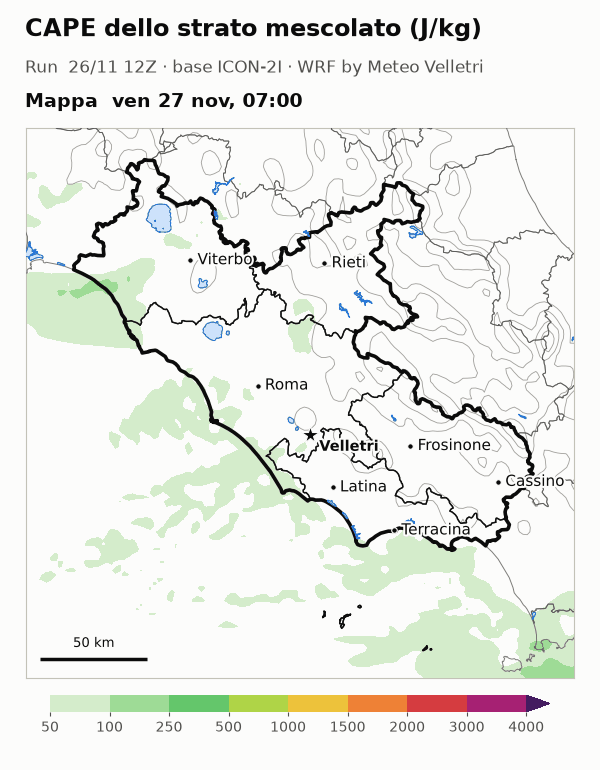 CAPE dello strato mescolato (J/kg)
Run  26/11 12Z · base ICON-2I · WRF by Meteo Velletri
Mappa  ven 27 nov, 07:00
Viterbo
Rieti
Roma
Velletri
Frosinone
Cassino
Latina
Terracina
50 km
50 100 250 500 1000 1500 2000 3000 4000